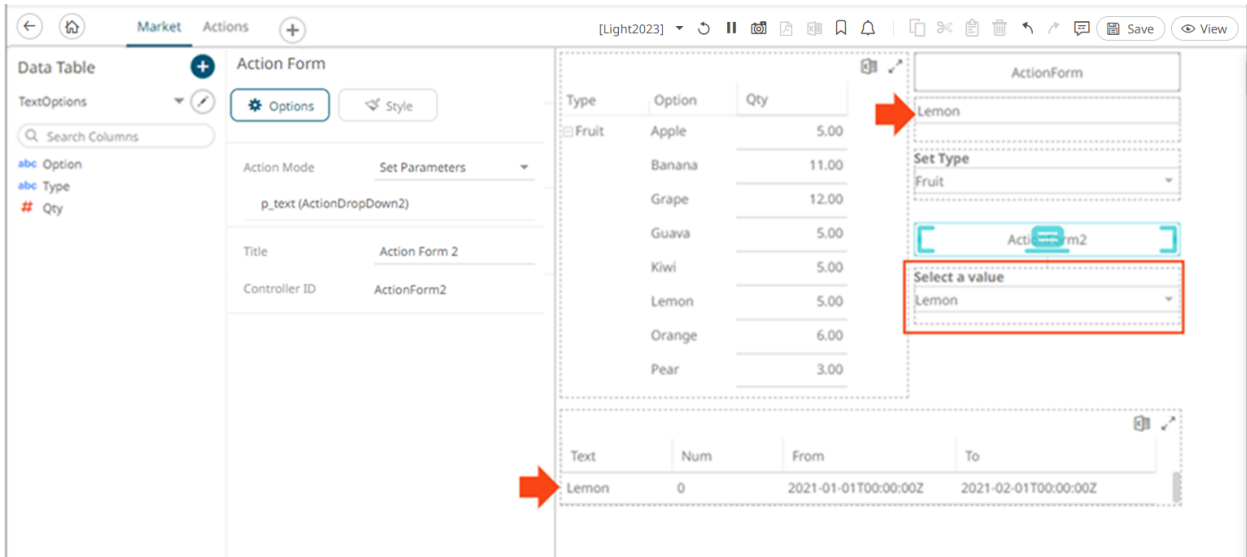 Market Actions [Light2023] Save View
Data Table
TextOptions
Search Columns
abc Option
abc Type
# Qty
Action Form
Options Style
Action Mode Set Parameters
p_text (ActionDropDown2)
Title Action Form 2
Controller ID ActionForm2
Type Option Qty
Fruit Apple 5.00
Banana 11.00
Grape 12.00
Guava 5.00
Kiwi 5.00
Lemon 5.00
Orange 6.00
Pear 3.00
ActionForm
Lemon
Set Type
Fruit
ActionForm2
Select a value
Lemon
Text Num From To
Lemon 0 2021-01-01T00:00:00Z 2021-02-01T00:00:00Z